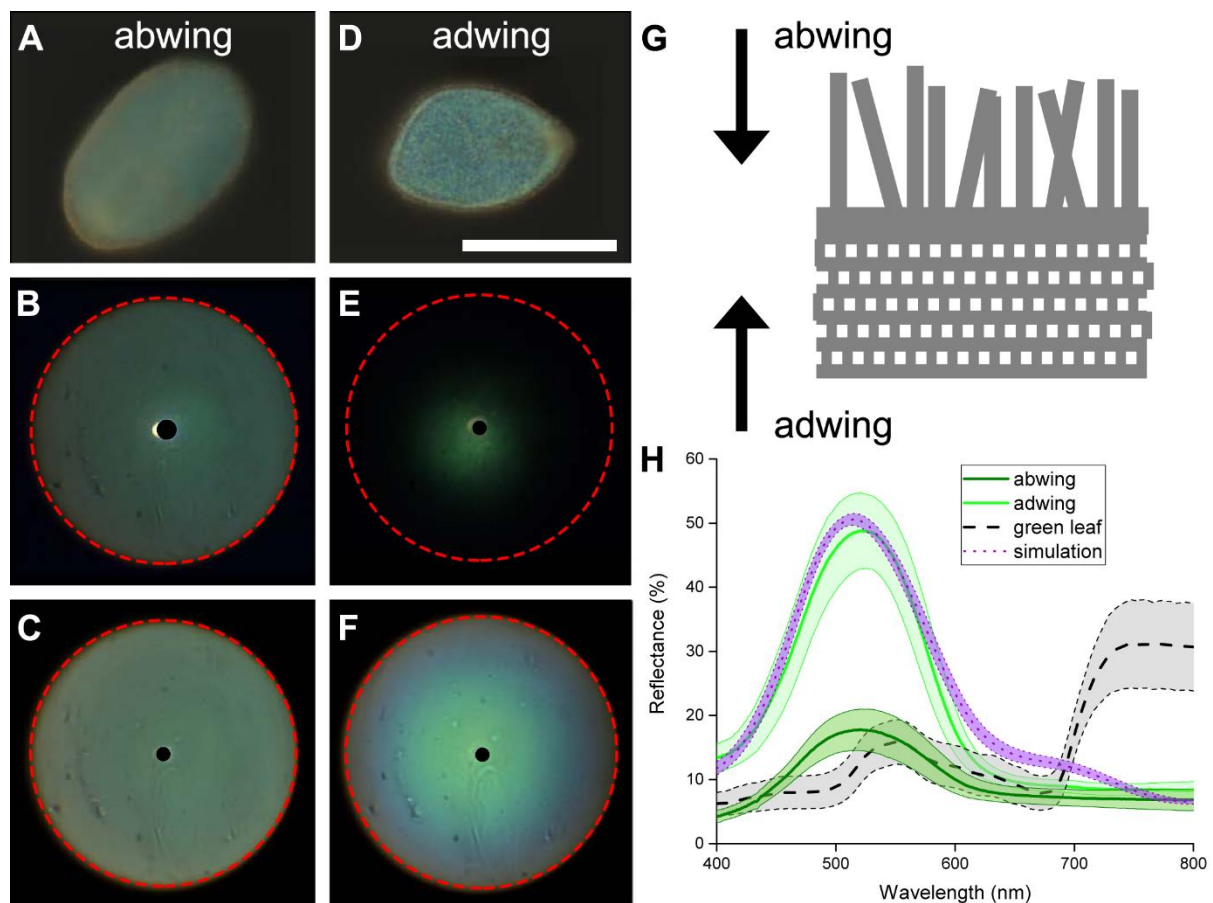 A abwing
D adwing
B
E
C
F
G
abwing
adwing
H
abwing
adwing
green leaf
simulation
60
50
40
30
20
10
0
Reflectance (%)
400 500 600 700 800
Wavelength (nm)